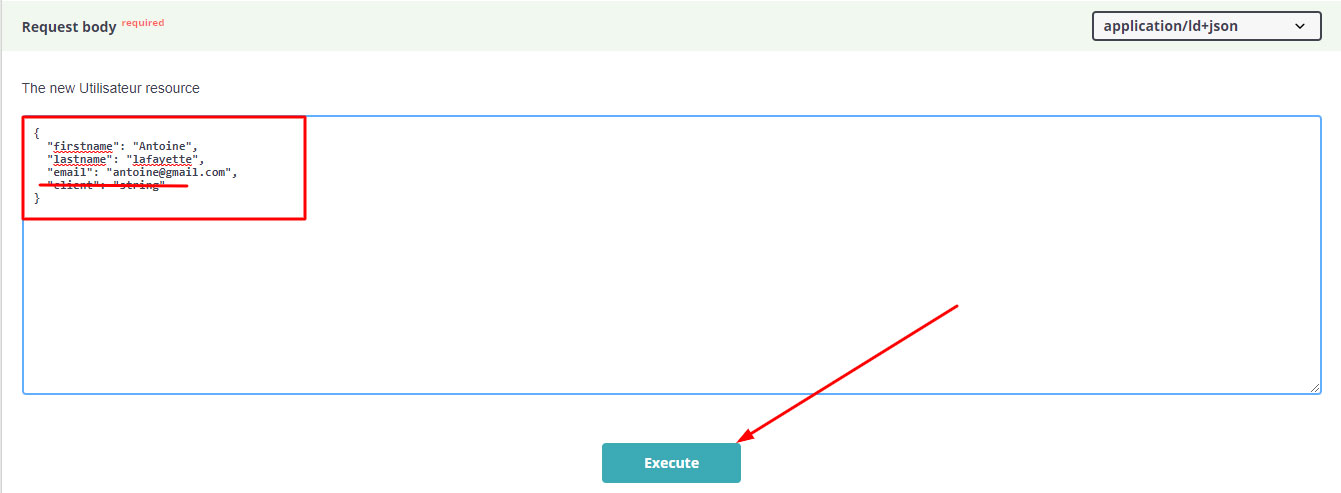 Request body required
application/ld+json
The new Utilisateur resource
{
"firstname": "Antoine",
"lastname": "lafayette",
"email": "antoine@gmail.com",
"client": "string"
}
Execute